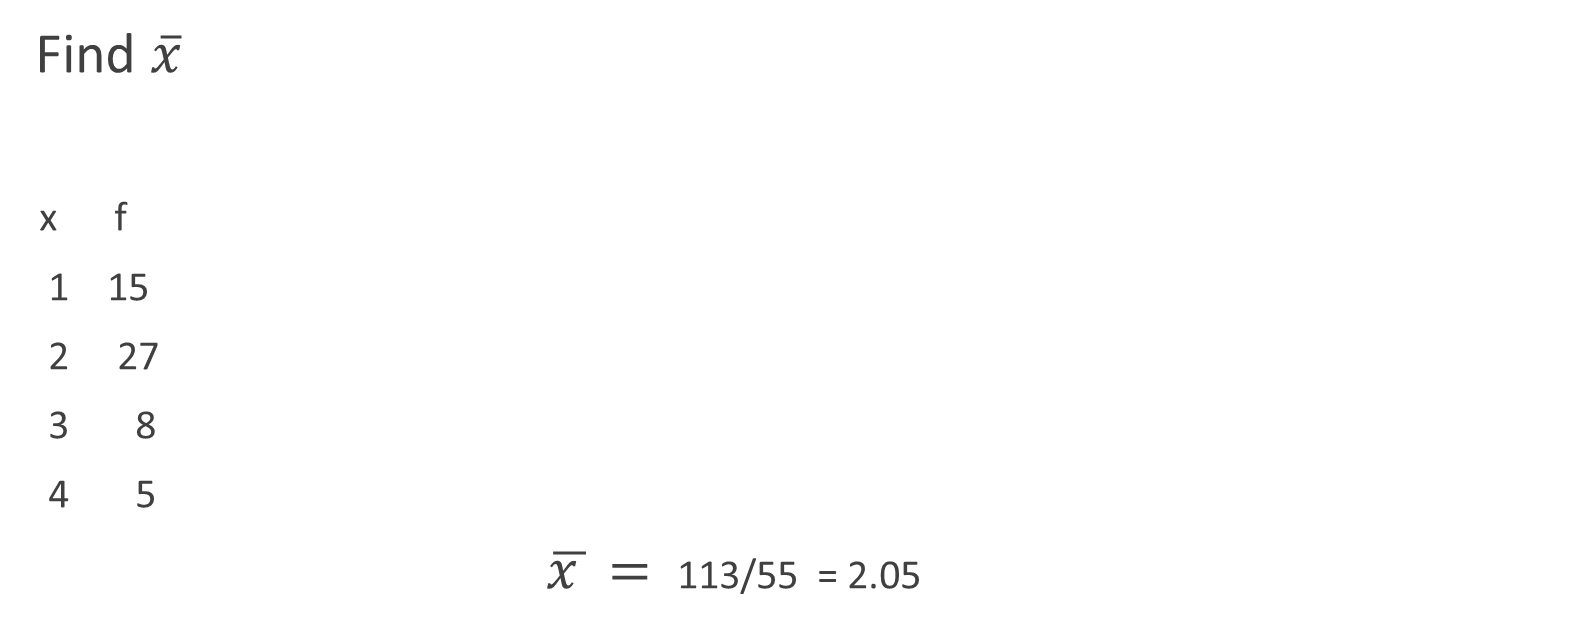 Find x̅
x f
1 15
2 27
3 8
4 5
x̅ = 113/55 = 2.05